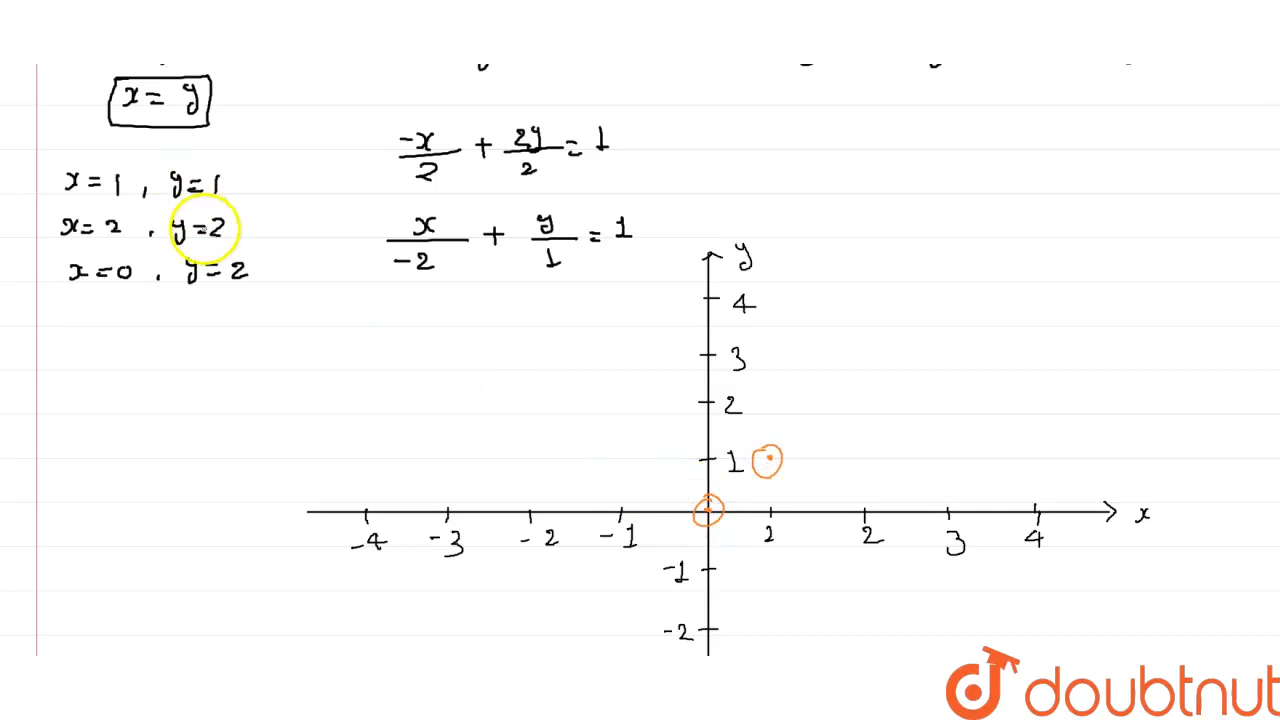 x = y
-x/2 + 2y/2 = 1
x = 1 , y = 1
x = 2 , y = 2
x/-2 + y/1 = 1
x = 0 , y = 2
y
4
3
2
1
x
-4 -3 -2 -1 1 2 3 4
-1
-2
doubtnut